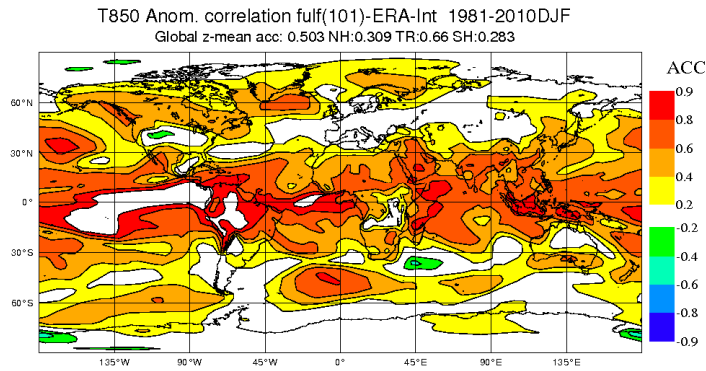 T850 Anom. correlation fulf(101)-ERA-Int 1981-2010DJF
Global z-mean acc: 0.503 NH:0.309 TR:0.66 SH:0.283
ACC
0.9
0.8
0.6
0.4
0.2
-0.2
-0.4
-0.6
-0.8
-0.9
60°N
30°N
0°
30°S
60°S
135°W 90°W 45°W 0° 45°E 90°E 135°E